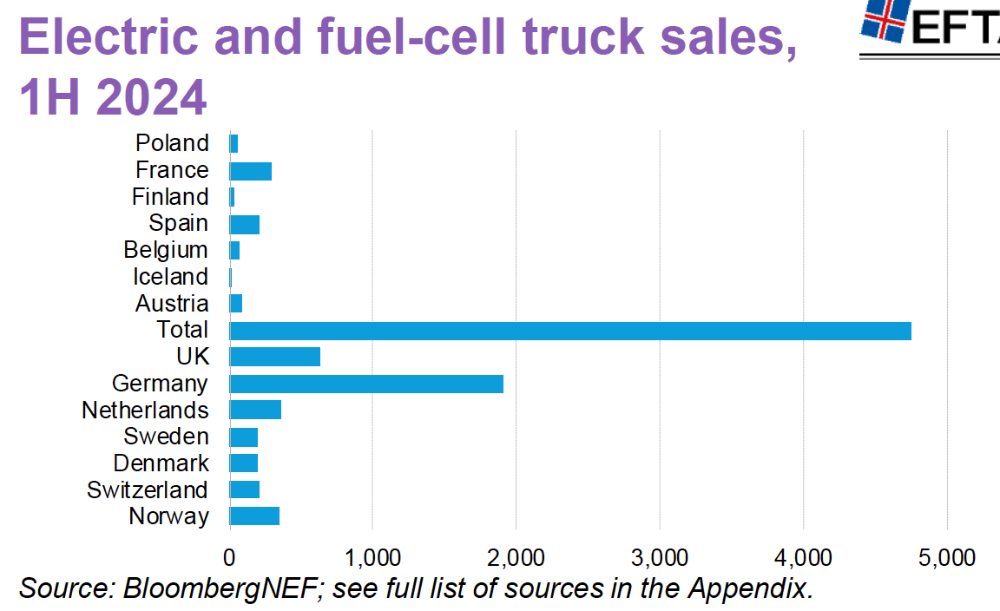 Electric and fuel-cell truck sales,
1H 2024
EFTA
Poland
France
Finland
Spain
Belgium
Iceland
Austria
Total
UK
Germany
Netherlands
Sweden
Denmark
Switzerland
Norway
0 1,000 2,000 3,000 4,000 5,000
Source: BloombergNEF; see full list of sources in the Appendix.